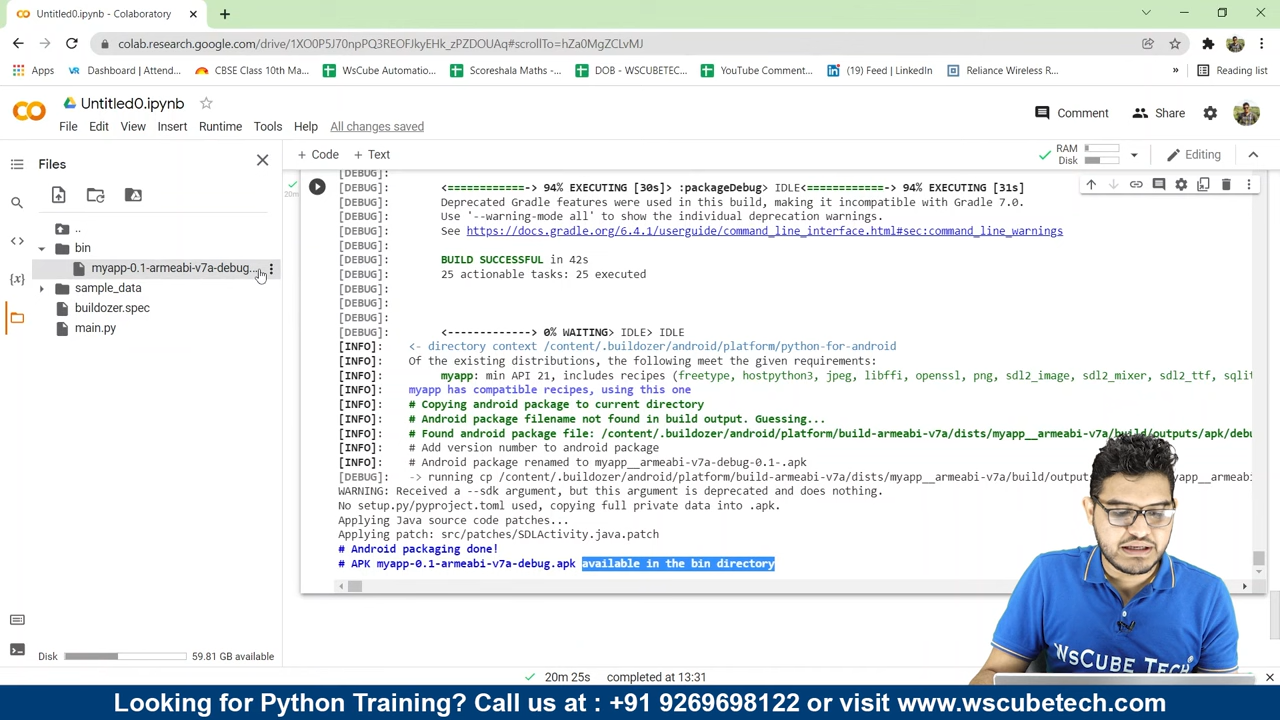 Untitled0.ipynb - Colaboratory
colab.research.google.com/drive/1XO0P5J70npPQ3REOFJkyEHk_zPZDOUAq#scrollTo=hZa0MgZCLvMJ
Apps
Dashboard | Attend...
CBSE Class 10th Ma...
WsCube Automatio...
Scoreshala Maths -...
DOB - WSCUBETEC...
YouTube Comment...
(19) Feed | LinkedIn
Reliance Wireless R...
»
Reading list
Untitled0.ipynb
Comment
Share
File Edit View Insert Runtime Tools Help All changes saved
Files
+ Code + Text
RAM
Disk
Editing
..
bin
myapp-0.1-armeabi-v7a-debug...
sample_data
buildozer.spec
main.py
Disk 59.81 GB available
20m
[DEBUG]:
[DEBUG]: <============-> 94% EXECUTING [30s]> :packageDebug> IDLE<============-> 94% EXECUTING [31s]
[DEBUG]: Deprecated Gradle features were used in this build, making it incompatible with Gradle 7.0.
[DEBUG]: Use '--warning-mode all' to show the individual deprecation warnings.
[DEBUG]: See https://docs.gradle.org/6.4.1/userguide/command_line_interface.html#sec:command_line_warnings
[DEBUG]:
[DEBUG]: BUILD SUCCESSFUL in 42s
[DEBUG]: 25 actionable tasks: 25 executed
[DEBUG]:
[DEBUG]:
[DEBUG]:
[DEBUG]: <-------------> 0% WAITING> IDLE> IDLE
[INFO]: <- directory context /content/.buildozer/android/platform/python-for-android
[INFO]: Of the existing distributions, the following meet the given requirements:
[INFO]: myapp: min API 21, includes recipes (freetype, hostpython3, jpeg, libffi, openssl, png, sdl2_image, sdl2_mixer, sdl2_ttf, sqlit
[INFO]: myapp has compatible recipes, using this one
[INFO]: # Copying android package to current directory
[INFO]: # Android package filename not found in build output. Guessing...
[INFO]: # Found android package file: /content/.buildozer/android/platform/build-armeabi-v7a/dists/myapp__armeabi-v7a/build/outputs/apk/debu
[INFO]: # Add version number to android package
[INFO]: # Android package renamed to myapp__armeabi-v7a-debug-0.1-.apk
[DEBUG]: -> running cp /content/.buildozer/android/platform/build-armeabi-v7a/dists/myapp__armeabi-v7a/build/outpu armeabi
WARNING: Received a --sdk argument, but this argument is deprecated and does nothing.
No setup.py/pyproject.toml used, copying full private data into .apk.
Applying Java source code patches...
Applying patch: src/patches/SDLActivity.java.patch
# Android packaging done!
# APK myapp-0.1-armeabi-v7a-debug.apk available in the bin directory
20m 25s completed at 13:31
WsCUBE TECH
Looking for Python Training? Call us at : +91 9269698122 or visit www.wscubetech.com